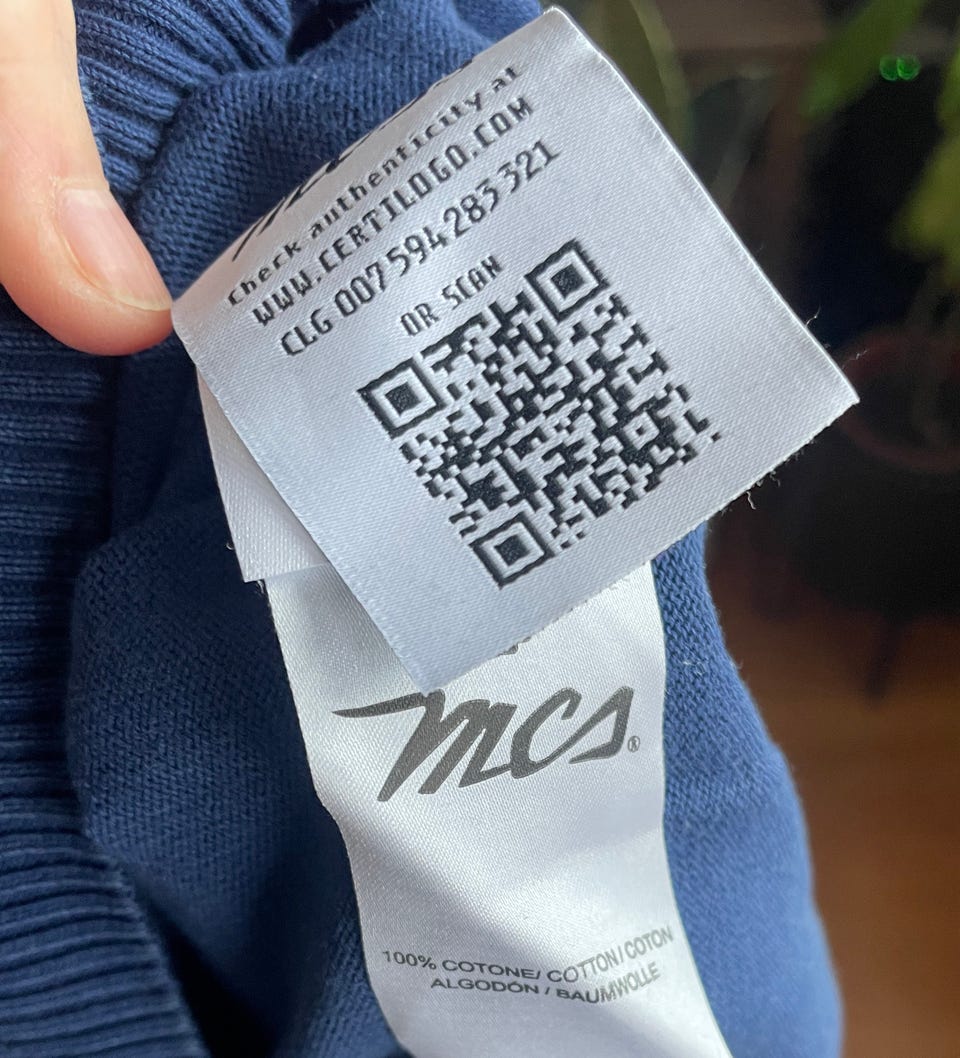 Check authenticity at
WWW.CERTILOGO.COM
CLG 007 594 283 321
OR SCAN
mcs®
100% COTONE/ COTTON/ COTON
ALGODÓN / BAUMWOLLE